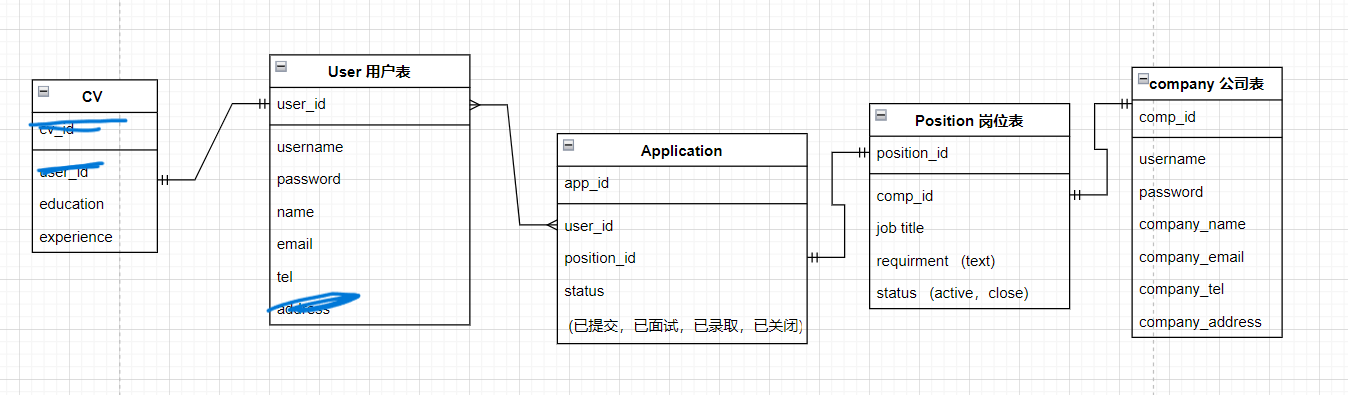 CV
cv_id
user_id
education
experience
User 用户表
user_id
username
password
name
email
tel
address
Application
app_id
user_id
position_id
status
(已提交，已面试，已录取，已关闭)
Position 岗位表
position_id
comp_id
job title
requirment (text)
status (active，close)
company 公司表
comp_id
username
password
company_name
company_email
company_tel
company_address